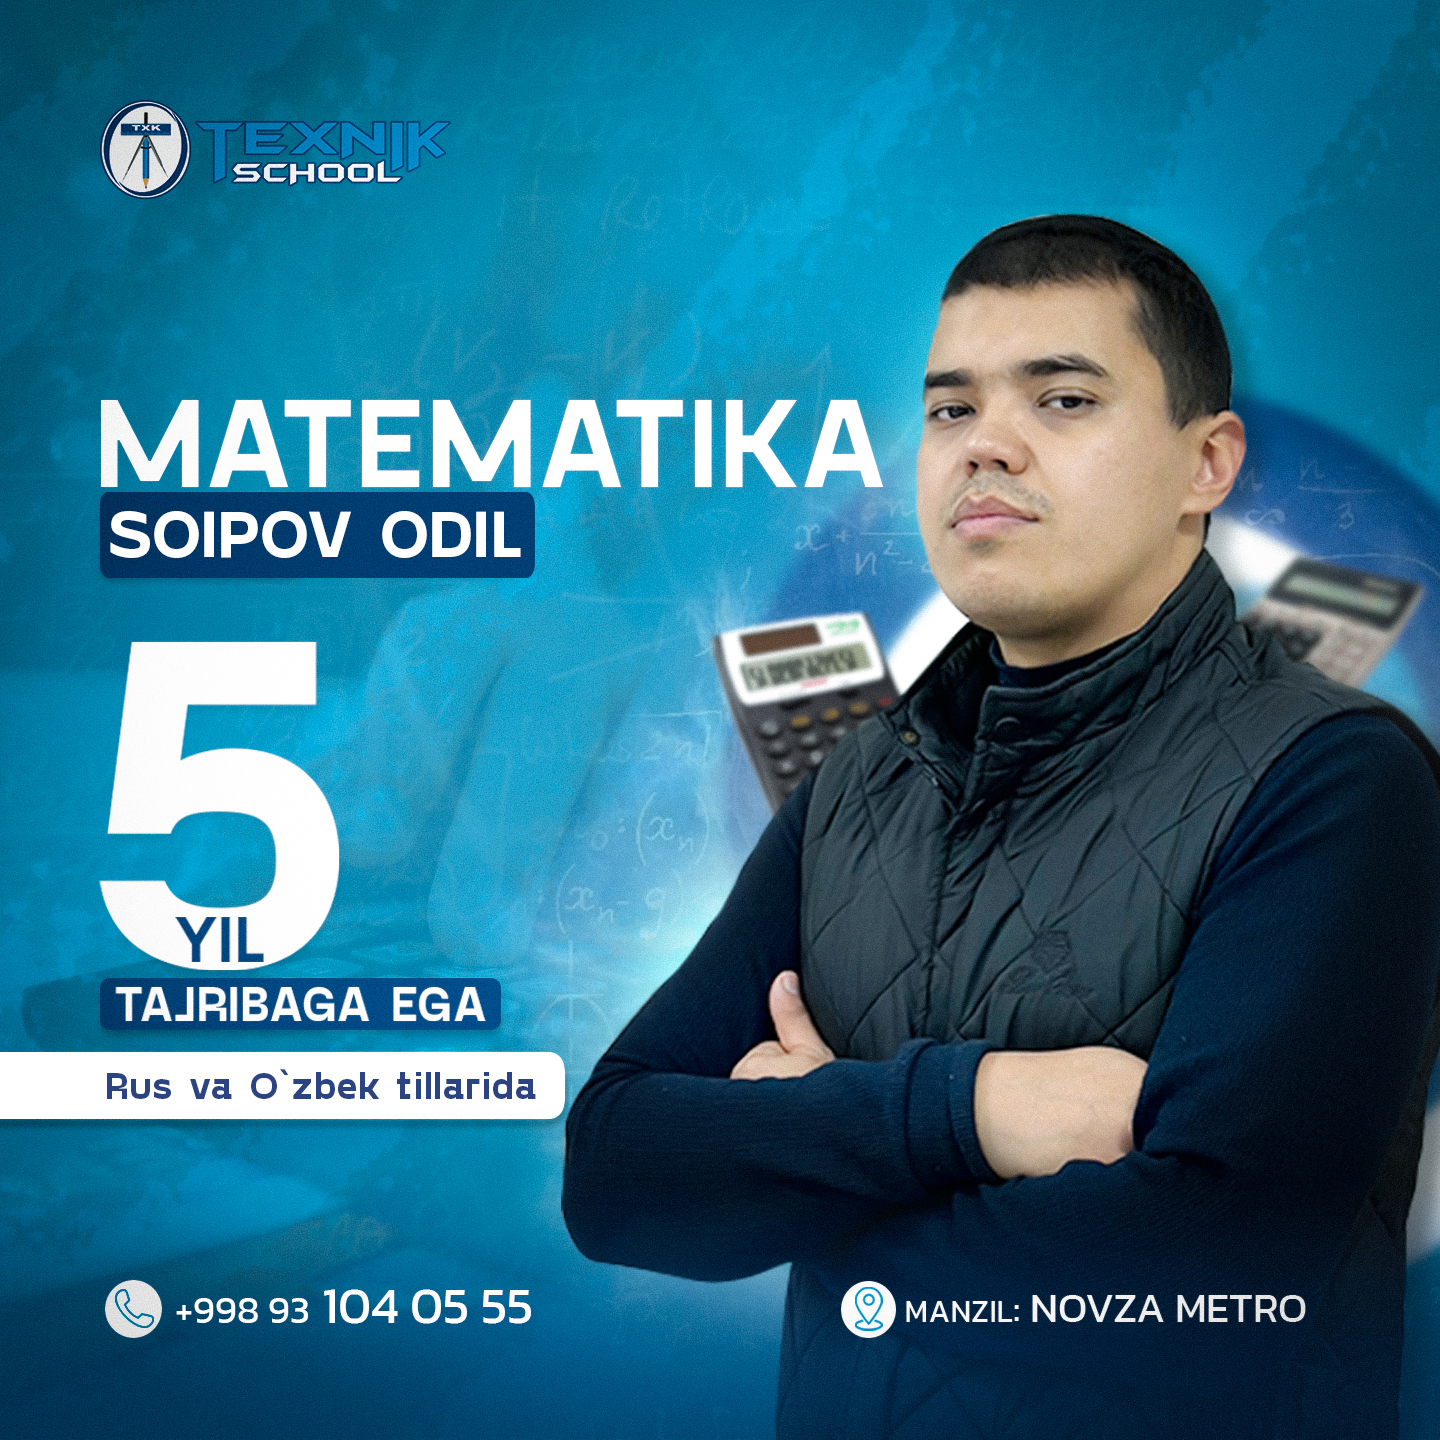 TXK
TEXNIK
SCHOOL
MATEMATIKA
SOIPOV ODIL
5
YIL
TAJRIBAGA EGA
Rus va O`zbek tillarida
+998 93 104 05 55
MANZIL: NOVZA METRO